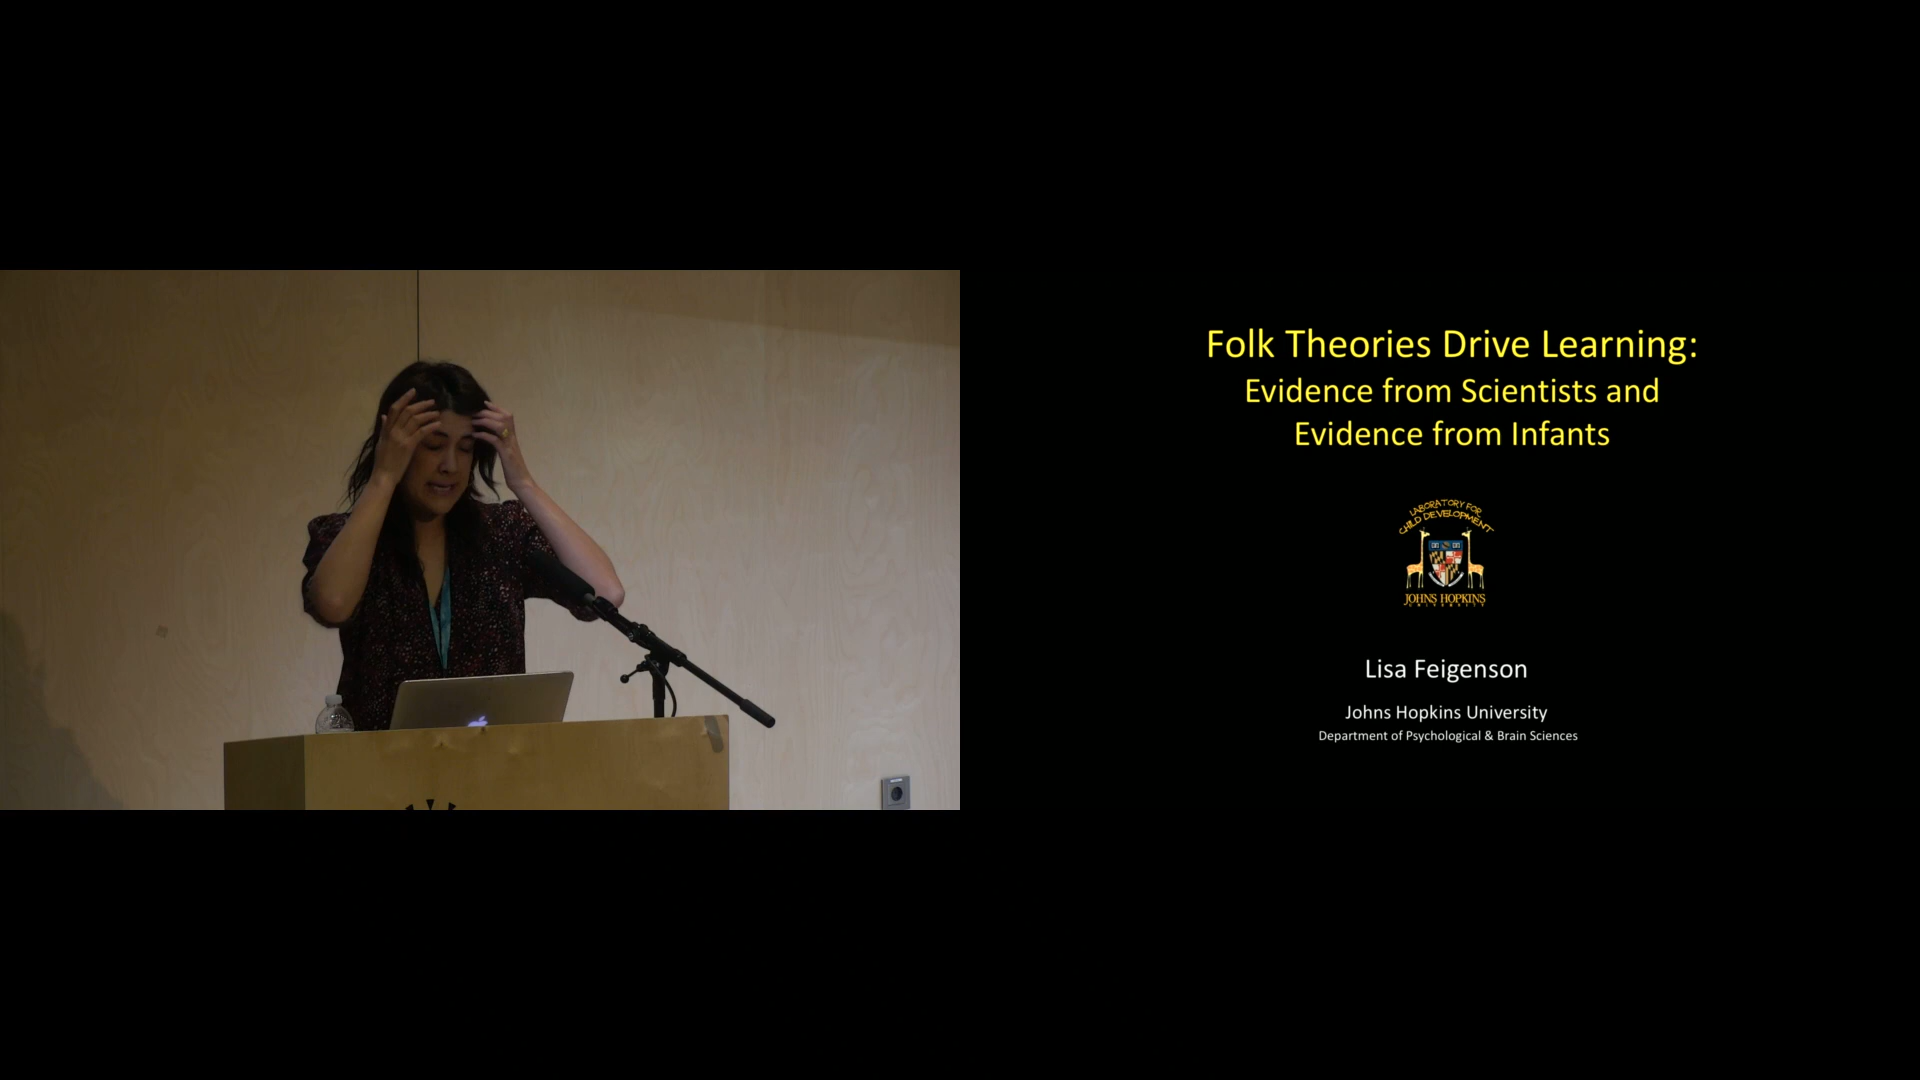 Folk Theories Drive Learning:
Evidence from Scientists and
Evidence from Infants
LABORATORY FOR
CHILD DEVELOPMENT
JOHNS HOPKINS
UNIVERSITY
Lisa Feigenson
Johns Hopkins University
Department of Psychological & Brain Sciences